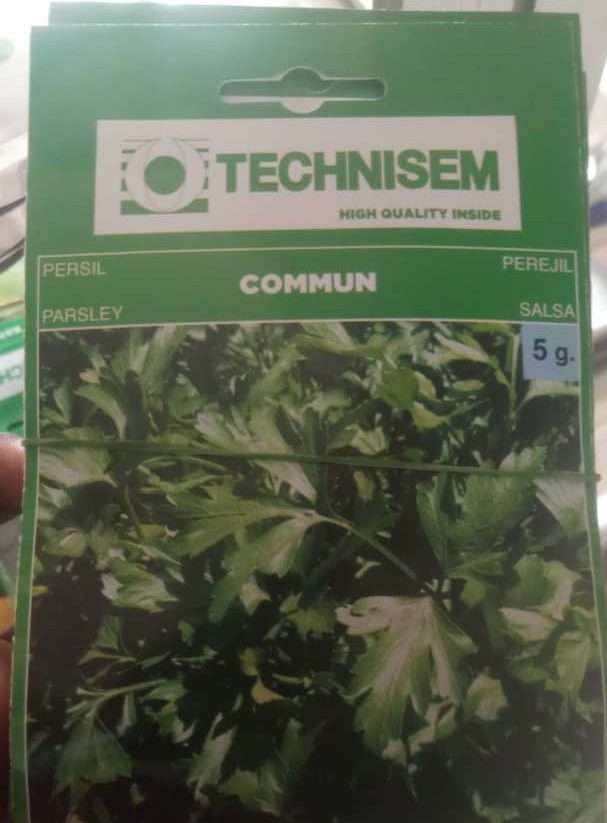 TECHNISEM
HIGH QUALITY INSIDE
PERSIL
PEREJIL
COMMUN
PARSLEY
SALSA
5 g.